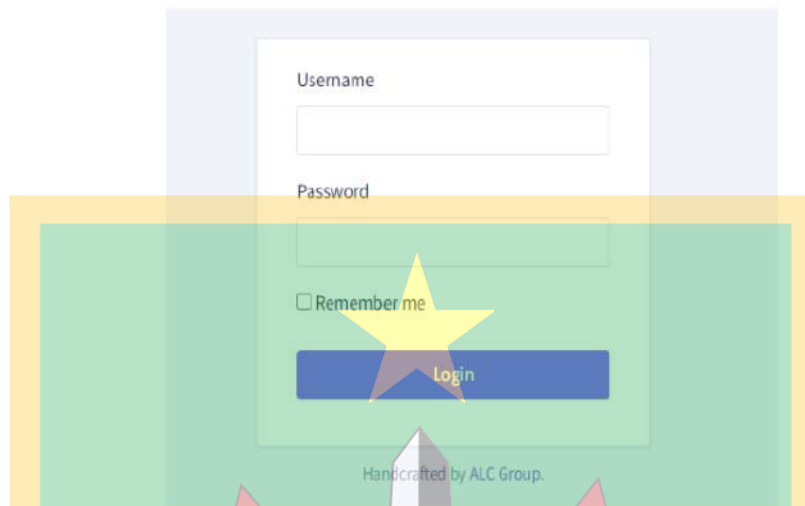 Username
Password
Remember me
Login
Handcrafted by ALC Group.